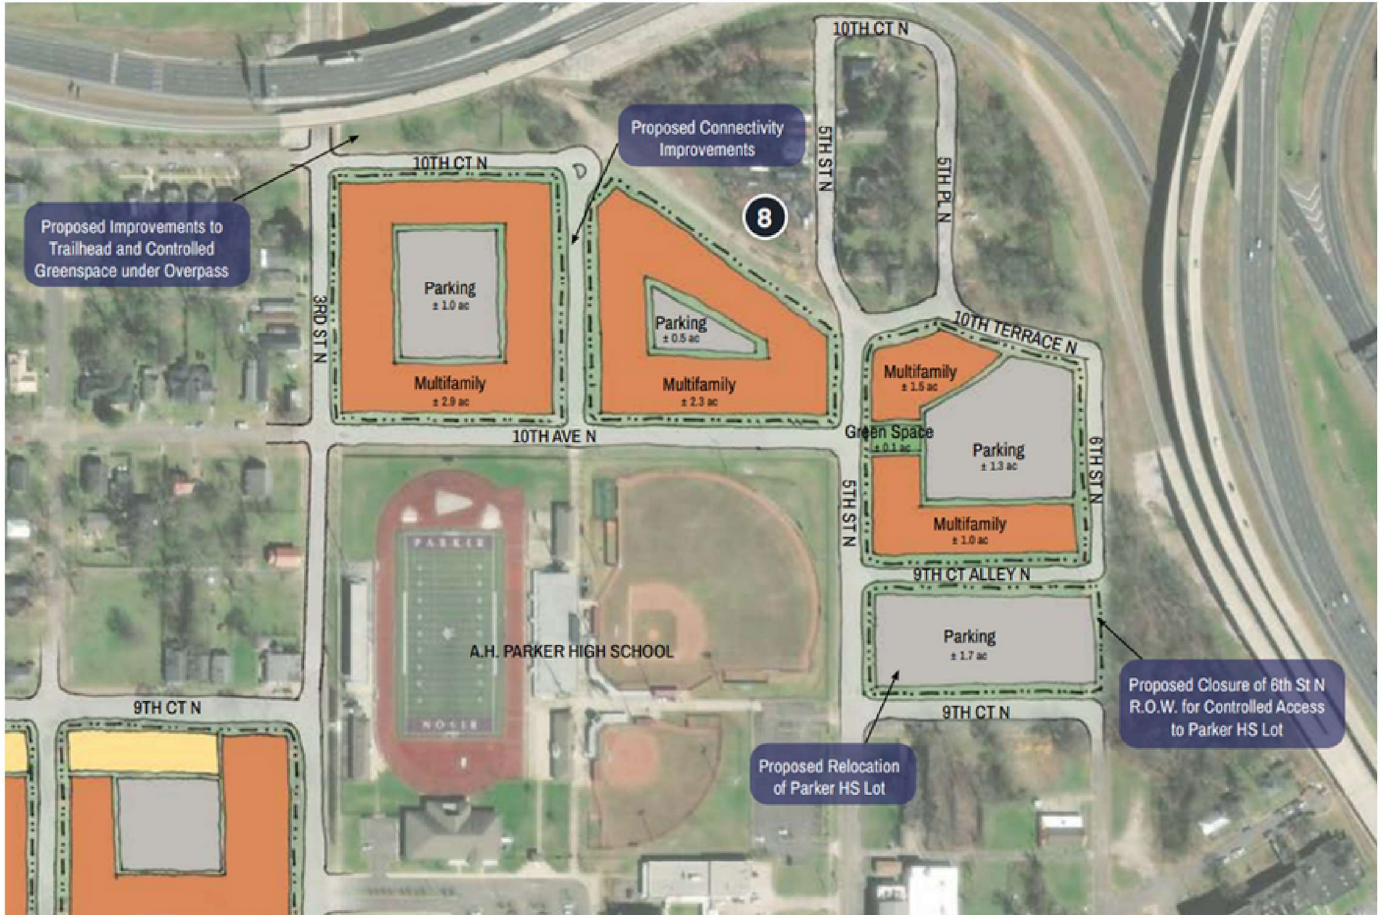 10TH CT N
Proposed Connectivity
Improvements
5TH ST N
5TH PL N
10TH CT N
8
Proposed Improvements to
Trailhead and Controlled
Greenspace under Overpass
3RD ST N
Parking
± 1.0 ac
Multifamily
± 2.9 ac
Parking
± 0.5 ac
Multifamily
± 2.3 ac
10TH TERRACE N
Multifamily
± 1.5 ac
Green Space
± 0.1 ac
Parking
± 1.3 ac
6TH ST N
10TH AVE N
5TH ST N
Multifamily
± 1.0 ac
PARKER
9TH CT ALLEY N
A.H. PARKER HIGH SCHOOL
Parking
± 1.7 ac
Proposed Closure of 6th St N
R.O.W. for Controlled Access
to Parker HS Lot
9TH CT N
9TH CT N
Proposed Relocation
of Parker HS Lot